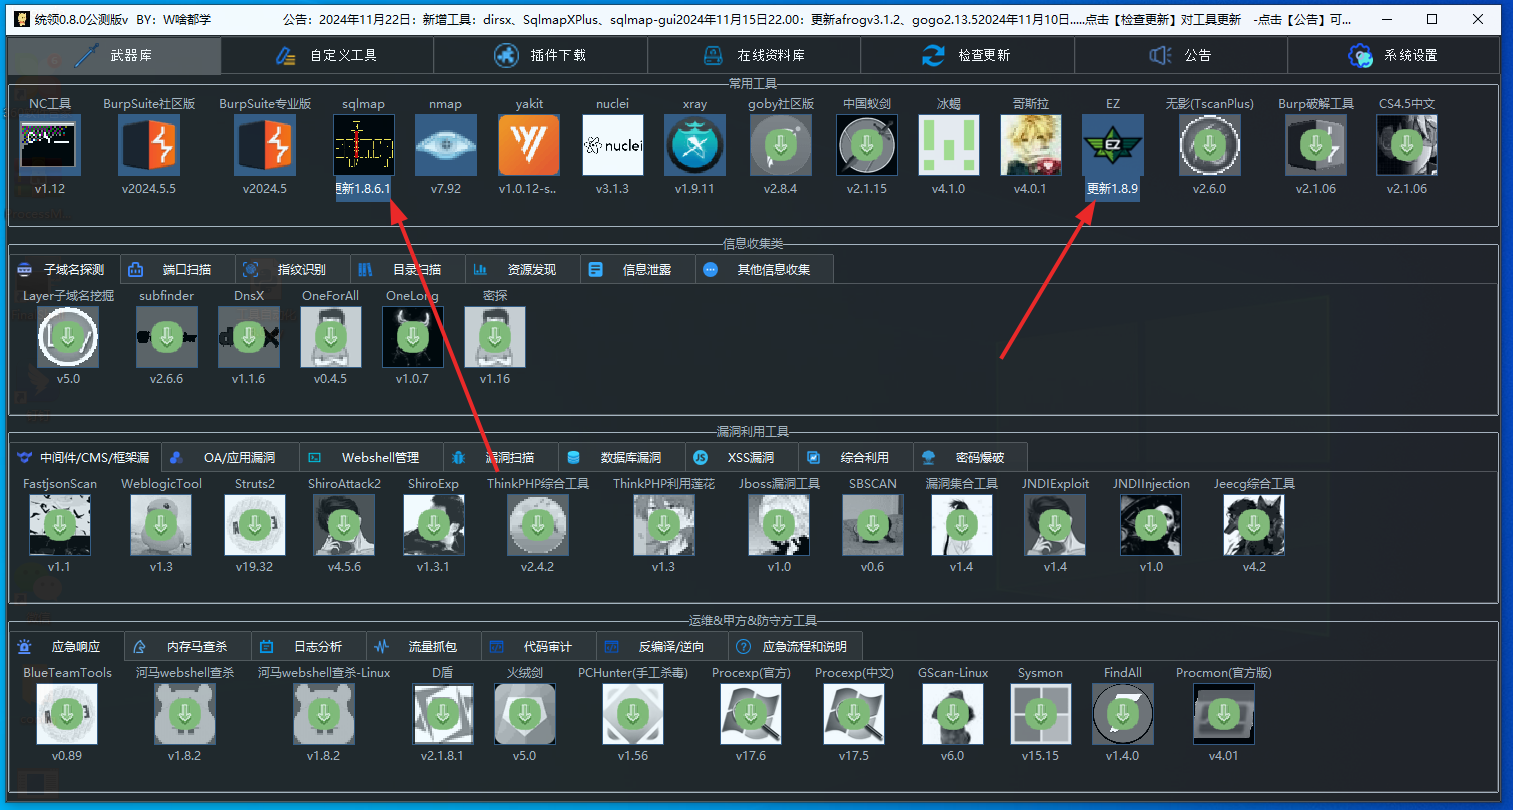 统领0.8.0公测版v BY：W啥都学 公告：2024年11月22日：新增工具：dirsx、SqlmapXPlus、sqlmap-gui2024年11月15日22.00：更新afrogv3.1.2、gogo2.13.52024年11月10日.....点击【检查更新】对工具更新 -点击【公告】可...
武器库 自定义工具 插件下载 在线资料库 检查更新 公告 系统设置
常用工具
NC工具 BurpSuite社区版 BurpSuite专业版 sqlmap nmap yakit nuclei xray goby社区版 中国蚁剑 冰蝎 哥斯拉 EZ 无影(TscanPlus) Burp破解工具 CS4.5中文
nuclei EZ
v1.12 v2024.5.5 v2024.5 更新1.8.6.1 v7.92 v1.0.12-s.. v3.1.3 v1.9.11 v2.8.4 v2.1.15 v4.1.0 v4.0.1 更新1.8.9 v2.6.0 v2.1.06 v2.1.06
信息收集类
子域名探测 端口扫描 指纹识别 目录扫描 资源发现 信息泄露 其他信息收集
Layer子域名挖掘 subfinder DnsX OneForAll OneLong 密探
v5.0 v2.6.6 v1.1.6 v0.4.5 v1.0.7 v1.16
漏洞利用工具
中间件/CMS/框架漏 OA/应用漏洞 Webshell管理 漏洞扫描 数据库漏洞 XSS漏洞 综合利用 密码爆破
FastjsonScan WeblogicTool Struts2 ShiroAttack2 ShiroExp ThinkPHP综合工具 ThinkPHP利用莲花 Jboss漏洞工具 SBSCAN 漏洞集合工具 JNDIExploit JNDIInjection Jeecg综合工具
v1.1 v1.3 v19.32 v4.5.6 v1.3.1 v2.4.2 v1.3 v1.0 v0.6 v1.4 v1.4 v1.0 v4.2
运维&甲方&防守方工具
应急响应 内存马查杀 日志分析 流量抓包 代码审计 反编译/逆向 应急流程和说明
BlueTeamTools 河马webshell查杀 河马webshell查杀-Linux D盾 火绒剑 PCHunter(手工杀毒) Procexp(官方) Procexp(中文) GScan-Linux Sysmon FindAll Procmon(官方版)
v0.89 v1.8.2 v1.8.2 v2.1.8.1 v5.0 v1.56 v17.6 v17.5 v6.0 v15.15 v1.4.0 v4.01